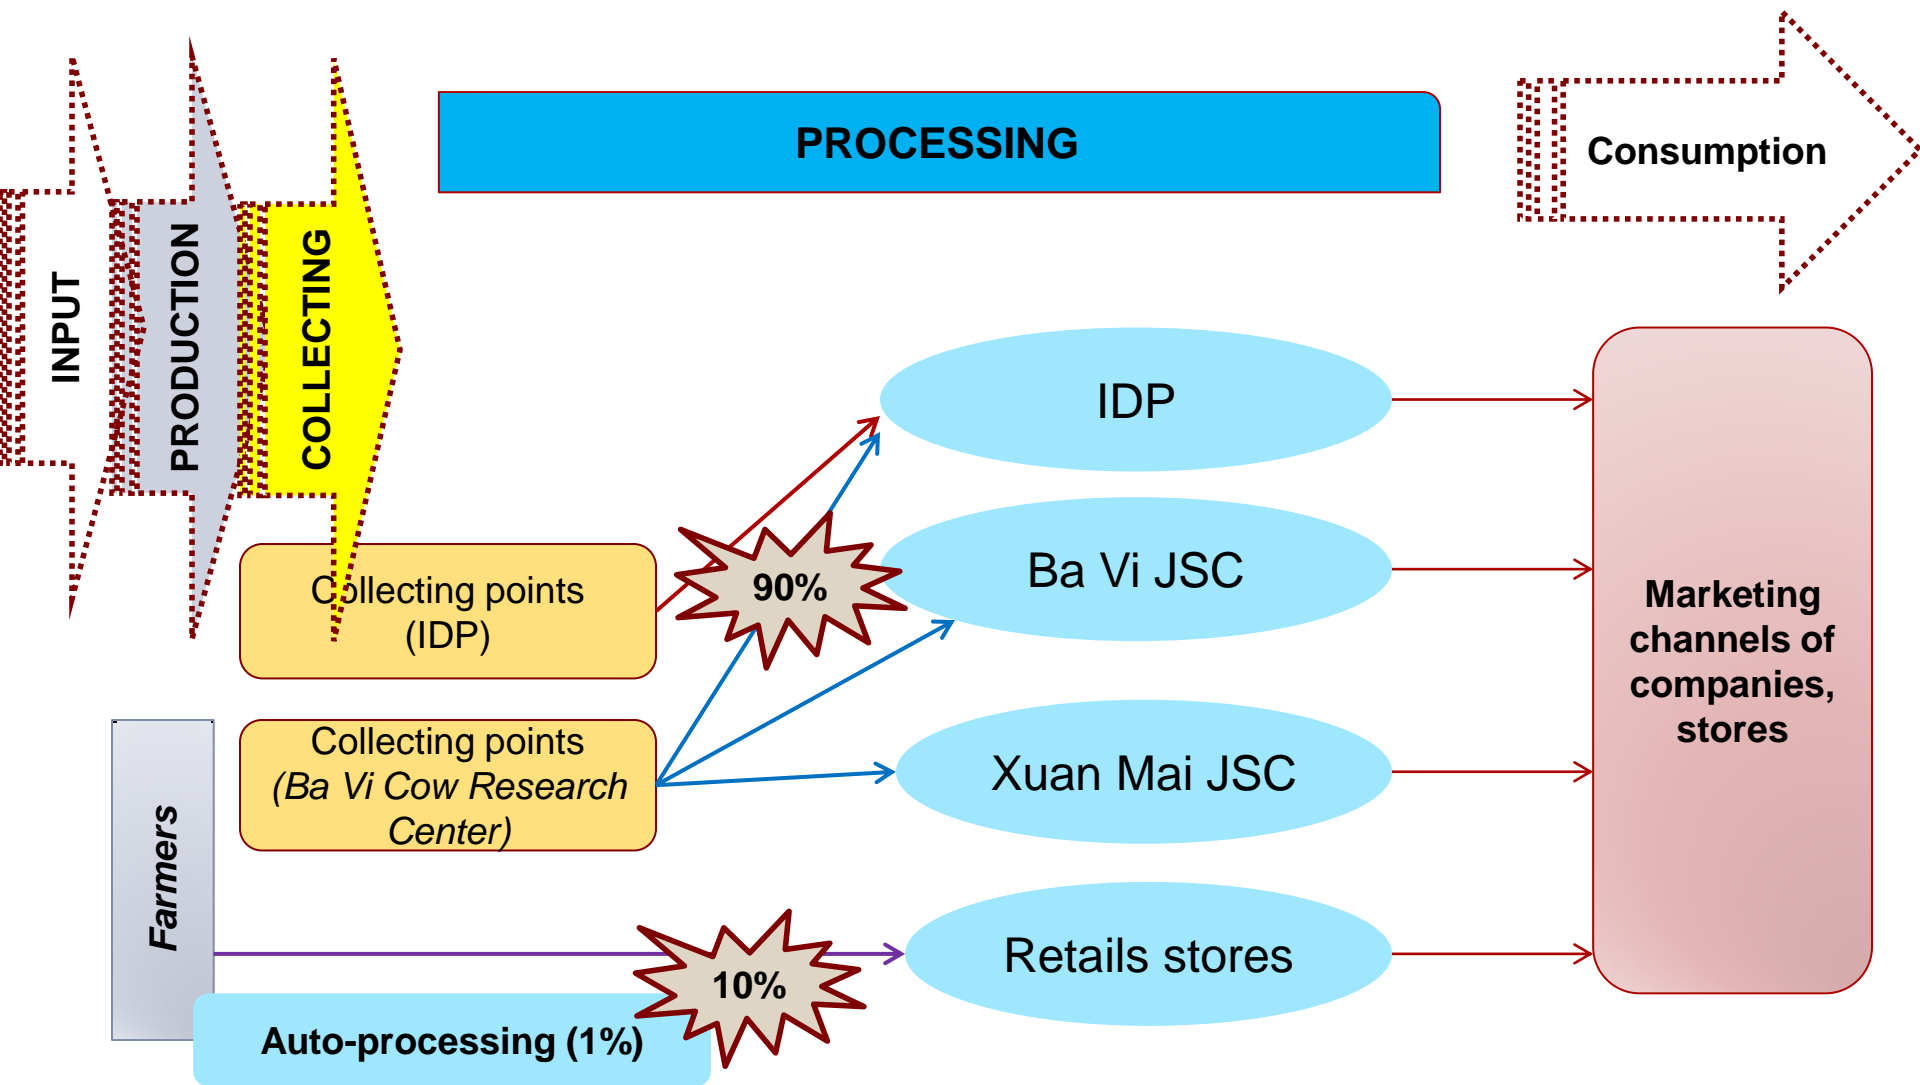 INPUT
PRODUCTION
COLLECTING
PROCESSING
Consumption
IDP
Collecting points
(IDP)
90%
Ba Vi JSC
Marketing
channels of
companies,
stores
Collecting points
(Ba Vi Cow Research
Center)
Xuan Mai JSC
Farmers
10%
Retails stores
Auto-processing (1%)